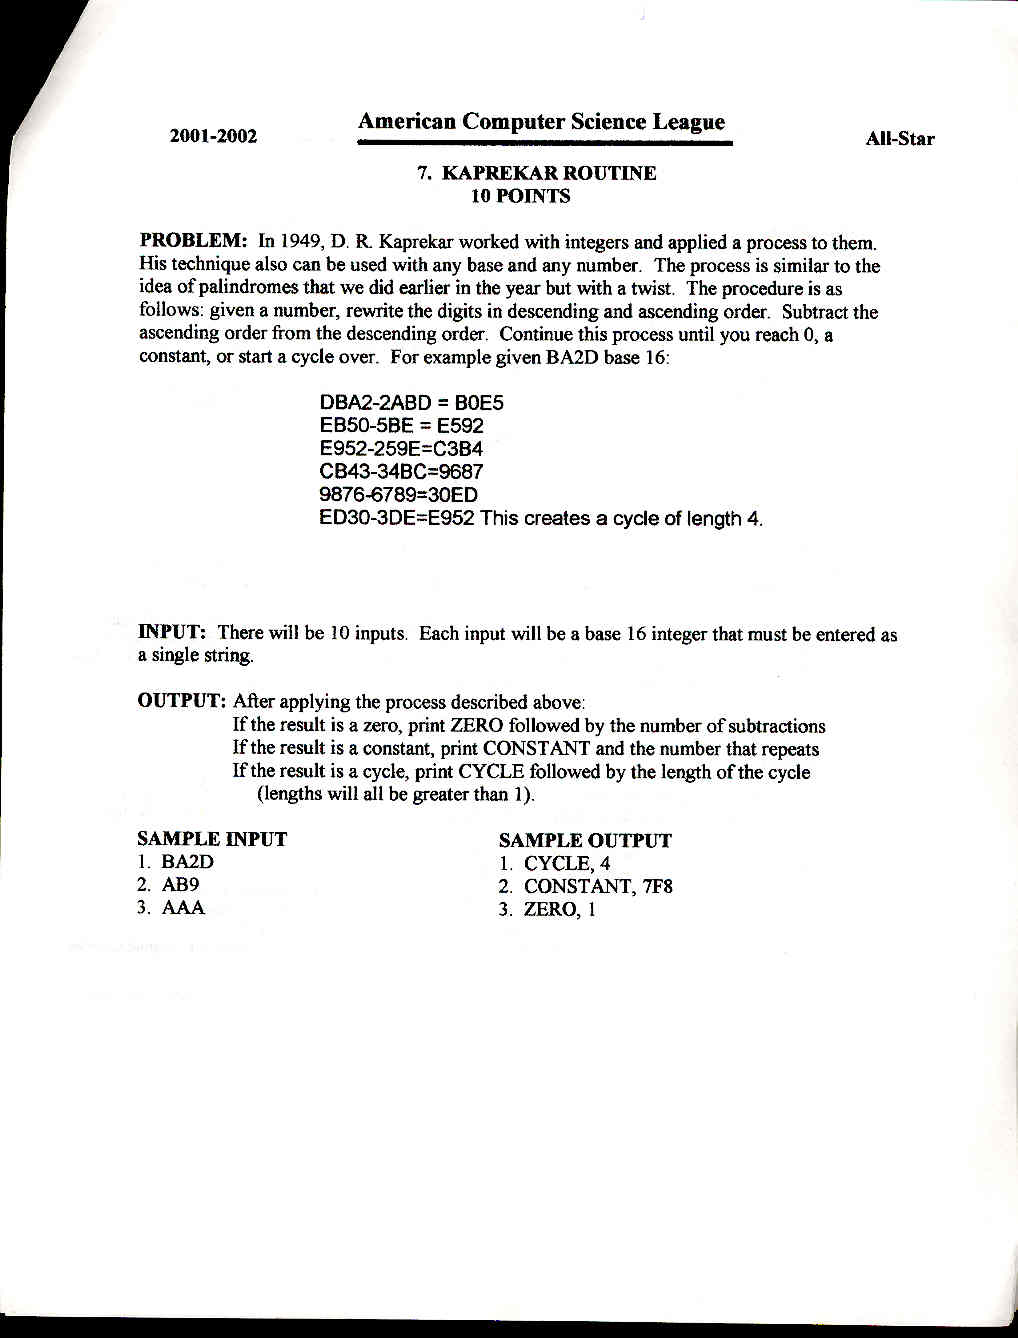 2001-2002
American Computer Science League
All-Star
7. KAPREKAR ROUTINE
10 POINTS
PROBLEM: In 1949, D. R. Kaprekar worked with integers and applied a process to them.
His technique also can be used with any base and any number. The process is similar to the
idea of palindromes that we did earlier in the year but with a twist. The procedure is as
follows: given a number, rewrite the digits in descending and ascending order. Subtract the
ascending order from the descending order. Continue this process until you reach 0, a
constant, or start a cycle over. For example given BA2D base 16:
DBA2-2ABD = B0E5
EB50-5BE = E592
E952-259E=C3B4
CB43-34BC=9687
9876-6789=30ED
ED30-3DE=E952 This creates a cycle of length 4.
INPUT: There will be 10 inputs. Each input will be a base 16 integer that must be entered as
a single string.
OUTPUT: After applying the process described above:
If the result is a zero, print ZERO followed by the number of subtractions
If the result is a constant, print CONSTANT and the number that repeats
If the result is a cycle, print CYCLE followed by the length of the cycle
(lengths will all be greater than 1).
SAMPLE INPUT
1. BA2D
2. AB9
3. AAA
SAMPLE OUTPUT
1. CYCLE, 4
2. CONSTANT, 7F8
3. ZERO, 1